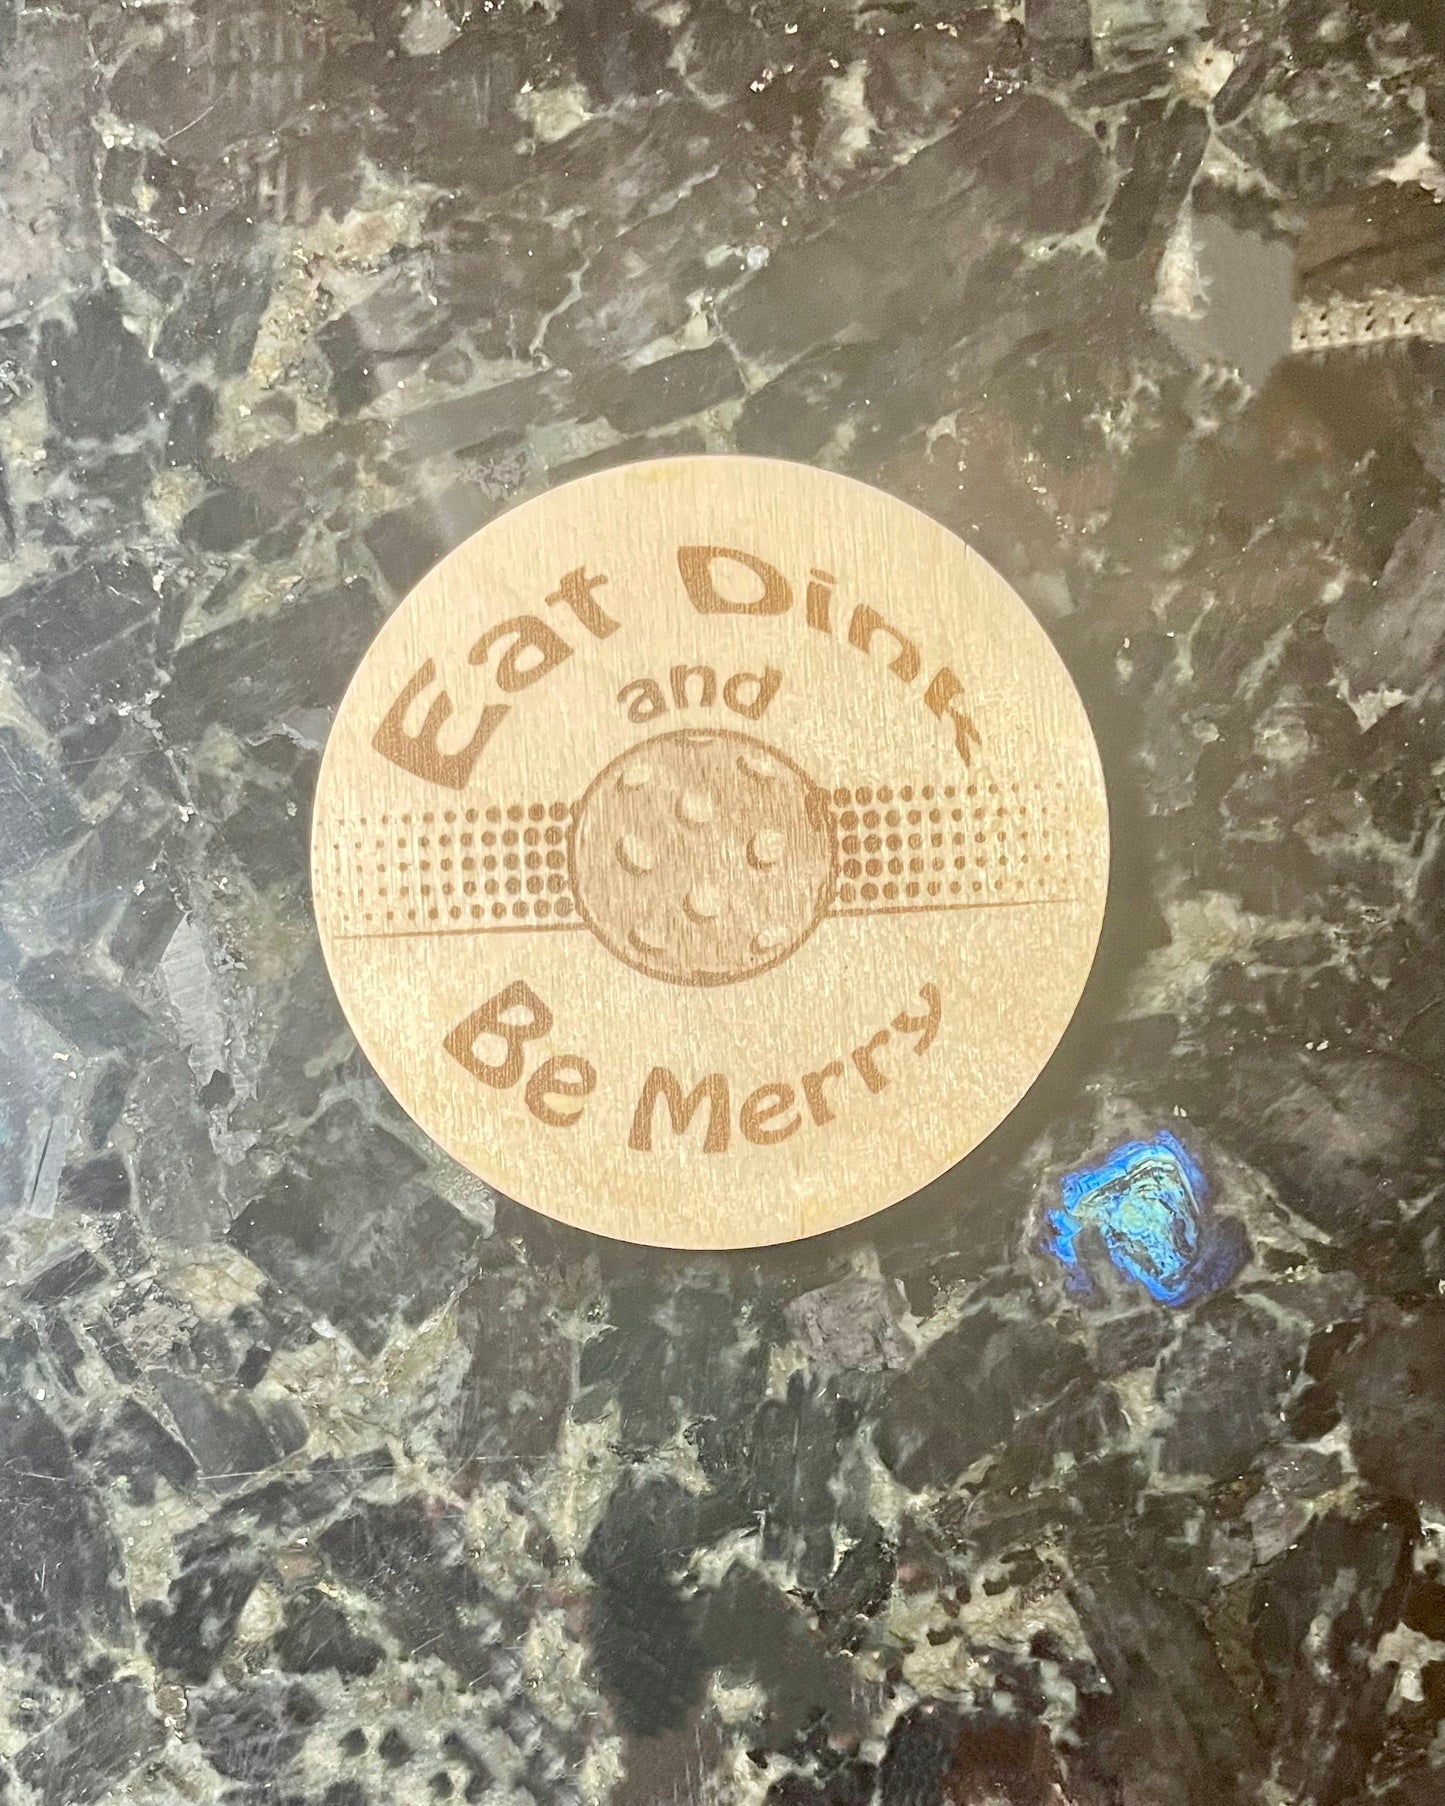 Eat Dink
and
Be Merry